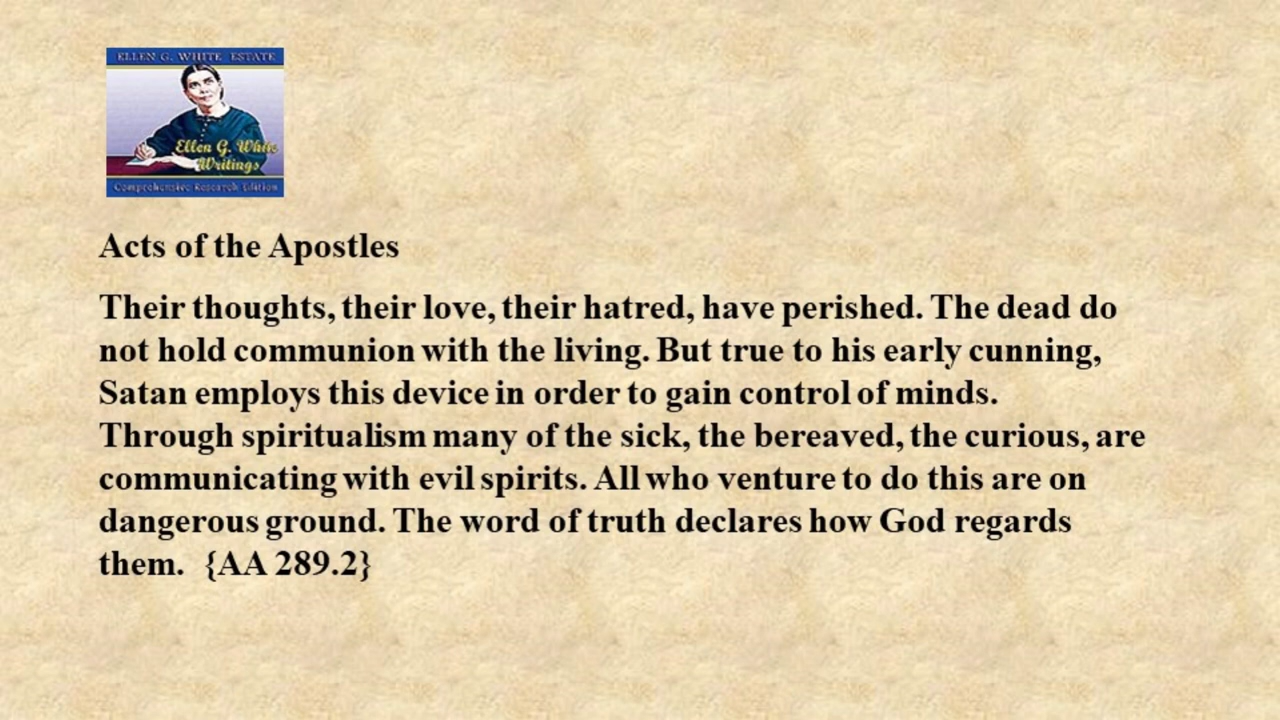 ELLEN G. WHITE ESTATE
Ellen G. White
Writings
Comprehensive Research Edition
Acts of the Apostles
Their thoughts, their love, their hatred, have perished. The dead do
not hold communion with the living. But true to his early cunning,
Satan employs this device in order to gain control of minds.
Through spiritualism many of the sick, the bereaved, the curious, are
communicating with evil spirits. All who venture to do this are on
dangerous ground. The word of truth declares how God regards
them. {AA 289.2}